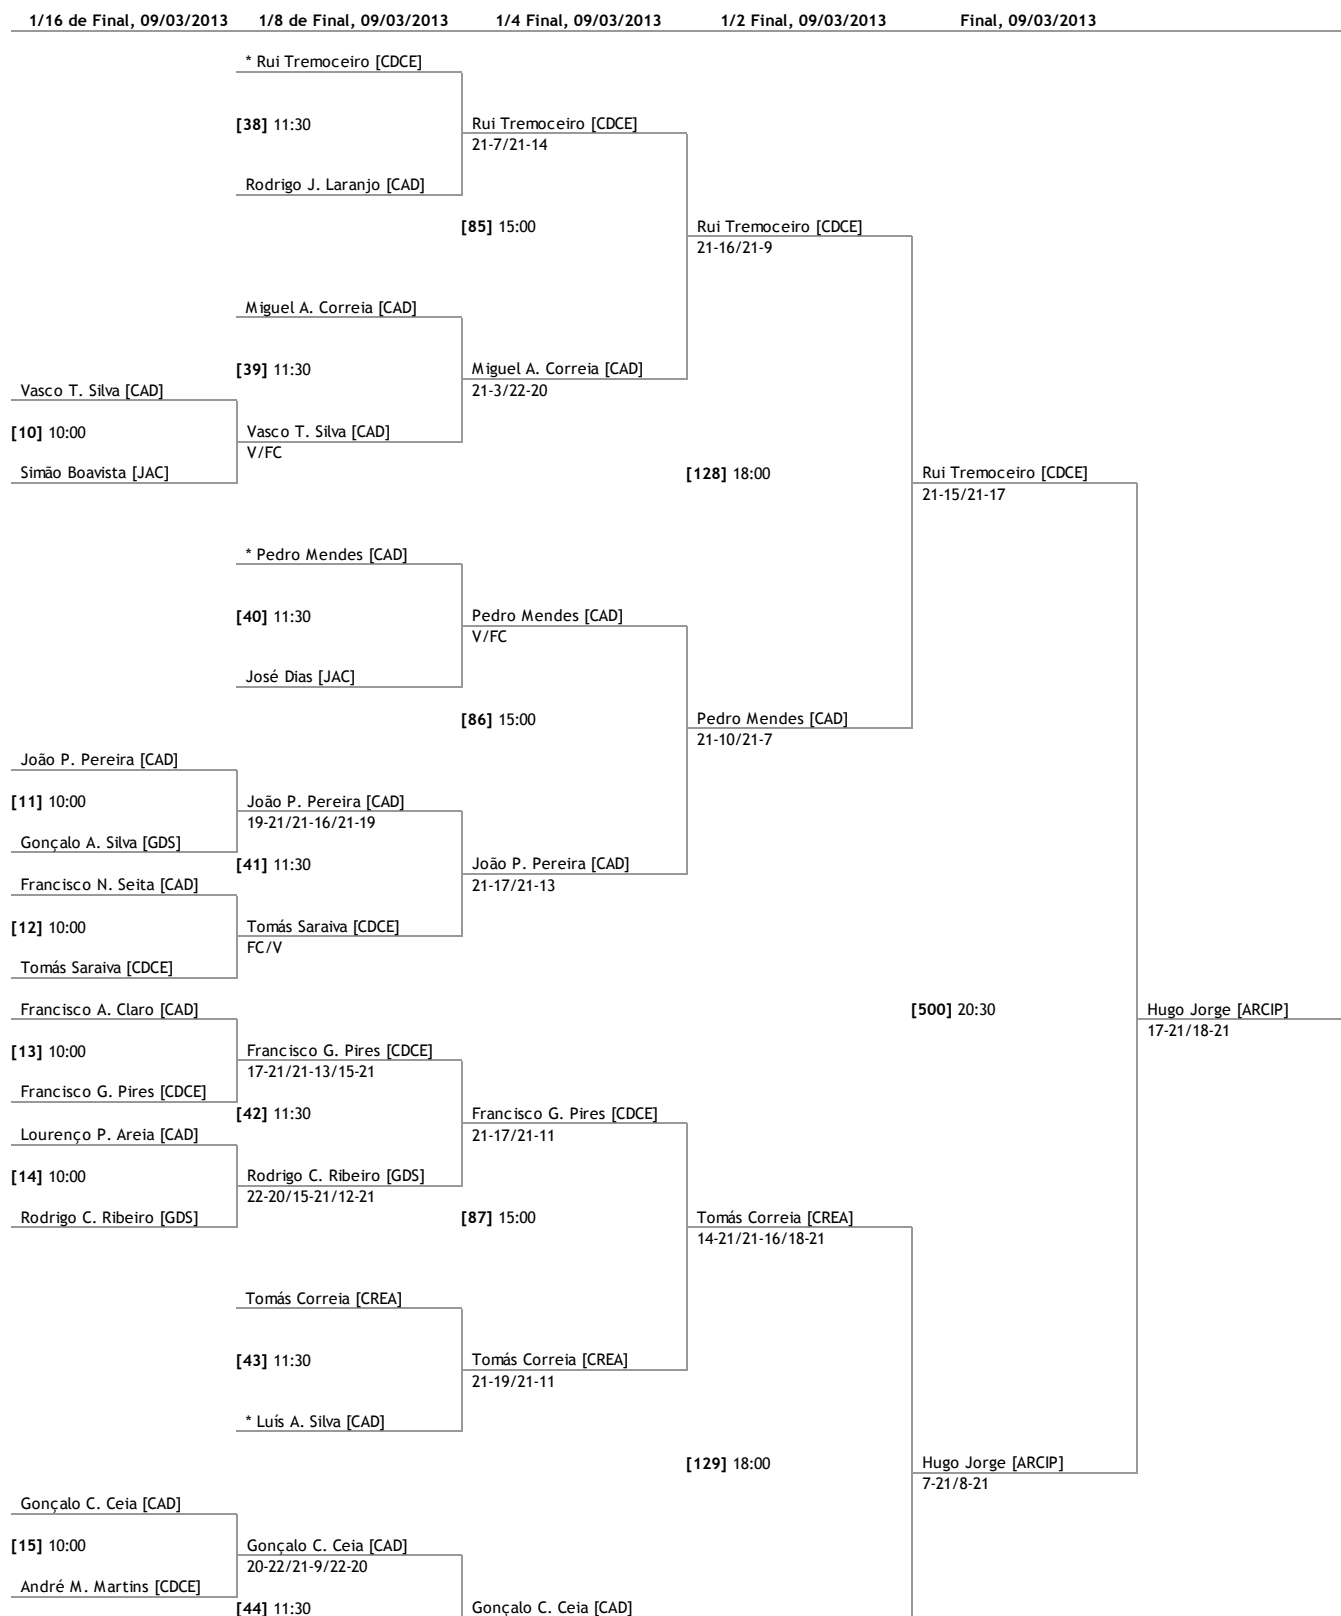 1/16 de Final, 09/03/2013 1/8 de Final, 09/03/2013 1/4 Final, 09/03/2013 1/2 Final, 09/03/2013 Final, 09/03/2013
* Rui Tremoceiro [CDCE]
[38] 11:30 Rui Tremoceiro [CDCE]
21-7/21-14
Rodrigo J. Laranjo [CAD]
[85] 15:00 Rui Tremoceiro [CDCE]
21-16/21-9
Miguel A. Correia [CAD]
[39] 11:30 Miguel A. Correia [CAD]
Vasco T. Silva [CAD] 21-3/22-20
[10] 10:00 Vasco T. Silva [CAD]
V/FC
Simão Boavista [JAC] [128] 18:00 Rui Tremoceiro [CDCE]
21-15/21-17
* Pedro Mendes [CAD]
[40] 11:30 Pedro Mendes [CAD]
V/FC
José Dias [JAC]
[86] 15:00 Pedro Mendes [CAD]
21-10/21-7
João P. Pereira [CAD]
[11] 10:00 João P. Pereira [CAD]
19-21/21-16/21-19
Gonçalo A. Silva [GDS]
[41] 11:30 João P. Pereira [CAD]
Francisco N. Seita [CAD] 21-17/21-13
[12] 10:00 Tomás Saraiva [CDCE]
FC/V
Tomás Saraiva [CDCE]
Francisco A. Claro [CAD] [500] 20:30 Hugo Jorge [ARCIP]
17-21/18-21
[13] 10:00 Francisco G. Pires [CDCE]
17-21/21-13/15-21
Francisco G. Pires [CDCE]
[42] 11:30 Francisco G. Pires [CDCE]
Lourenço P. Areia [CAD] 21-17/21-11
[14] 10:00 Rodrigo C. Ribeiro [GDS]
22-20/15-21/12-21
Rodrigo C. Ribeiro [GDS] [87] 15:00 Tomás Correia [CREA]
14-21/21-16/18-21
Tomás Correia [CREA]
[43] 11:30 Tomás Correia [CREA]
21-19/21-11
* Luís A. Silva [CAD]
[129] 18:00 Hugo Jorge [ARCIP]
7-21/8-21
Gonçalo C. Ceia [CAD]
[15] 10:00 Gonçalo C. Ceia [CAD]
20-22/21-9/22-20
André M. Martins [CDCE]
[44] 11:30 Gonçalo C. Ceia [CAD]